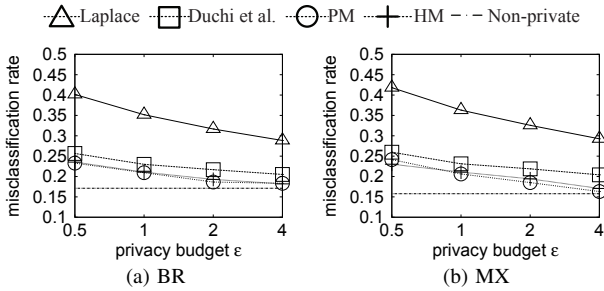 Laplace Duchi et al. PM HM Non-private
misclassification rate
0.5
0.45
0.4
0.35
0.3
0.25
0.2
0.15
0.1
0.5 1 2 4
privacy budget ε
(a) BR
misclassification rate
0.5
0.45
0.4
0.35
0.3
0.25
0.2
0.15
0.1
0.5 1 2 4
privacy budget ε
(b) MX